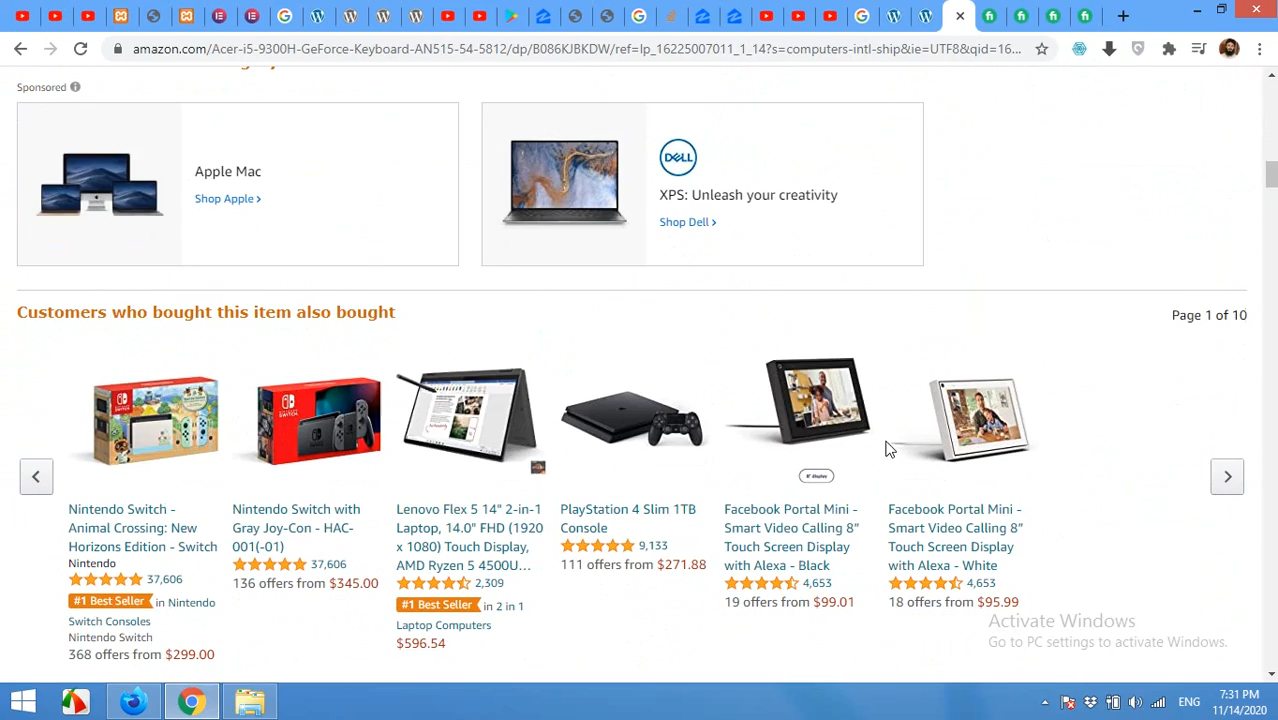 amazon.com/Acer-i5-9300H-GeForce-Keyboard-AN515-54-5812/dp/B086KJBKDW/ref=lp_16225007011_1_14?s=computers-intl-ship&ie=UTF8&qid=16...
Sponsored
Apple Mac
Shop Apple ›
DELL
XPS: Unleash your creativity
Shop Dell ›
Customers who bought this item also bought
Page 1 of 10
8" display
Nintendo Switch -
Animal Crossing: New
Horizons Edition - Switch
Nintendo
37,606
#1 Best Seller in Nintendo
Switch Consoles
Nintendo Switch
368 offers from $299.00
Nintendo Switch with
Gray Joy-Con - HAC-
001(-01)
37,606
136 offers from $345.00
Lenovo Flex 5 14" 2-in-1
Laptop, 14.0" FHD (1920
x 1080) Touch Display,
AMD Ryzen 5 4500U...
2,309
#1 Best Seller in 2 in 1
Laptop Computers
$596.54
PlayStation 4 Slim 1TB
Console
9,133
111 offers from $271.88
Facebook Portal Mini -
Smart Video Calling 8"
Touch Screen Display
with Alexa - Black
4,653
19 offers from $99.01
Facebook Portal Mini -
Smart Video Calling 8"
Touch Screen Display
with Alexa - White
4,653
18 offers from $95.99
Activate Windows
Go to PC settings to activate Windows.
ENG
7:31 PM
11/14/2020